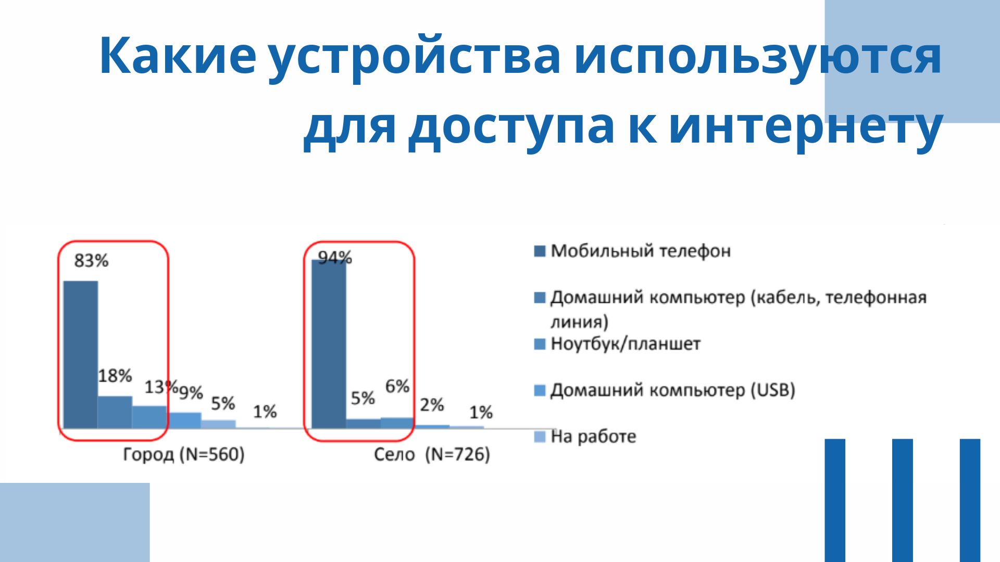 Какие устройства используются
для доступа к интернету
83%
18%
13%
9%
5%
1%
94%
5%
6%
2%
1%
Город (N=560)
Село (N=726)
Мобильный телефон
Домашний компьютер (кабель, телефонная
линия)
Ноутбук/планшет
Домашний компьютер (USB)
На работе